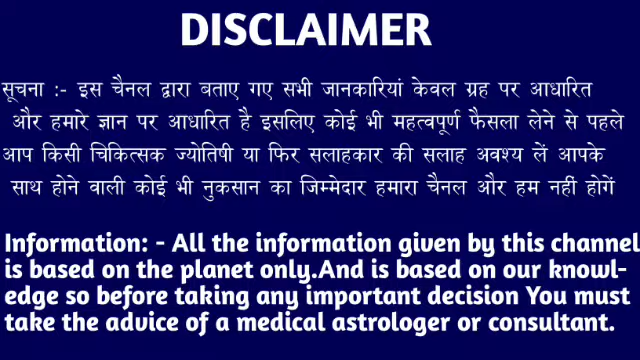 DISCLAIMER
सूचना :- इस चैनल द्वारा बताए गए सभी जानकारियां केवल ग्रह पर आधारित
और हमारे ज्ञान पर आधारित है इसलिए कोई भी महत्वपूर्ण फैसला लेने से पहले
आप किसी चिकित्सक ज्योतिषी या फिर सलाहकार की सलाह अवश्य लें आपके
साथ होने वाली कोई भी नुकसान का जिम्मेदार हमारा चैनल और हम नहीं होगें
Information: - All the information given by this channel
is based on the planet only.And is based on our knowl-
edge so before taking any important decision You must
take the advice of a medical astrologer or consultant.